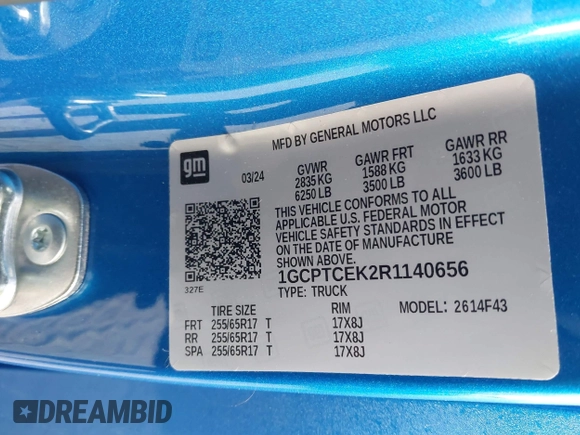 MFD BY GENERAL MOTORS LLC
gm
03/24
GVWR GAWR FRT GAWR RR
2835 KG 1588 KG 1633 KG
6250 LB 3500 LB 3600 LB
THIS VEHICLE CONFORMS TO ALL
APPLICABLE U.S. FEDERAL MOTOR
VEHICLE SAFETY STANDARDS IN EFFECT
ON THE DATE OF MANUFACTURE
SHOWN ABOVE.
327E
1GCPTCEK2R1140656
TYPE: TRUCK MODEL: 2614F43
TIRE SIZE RIM
FRT 255/65R17 T 17X8J
RR 255/65R17 T 17X8J
SPA 255/65R17 T 17X8J
DREAMBID